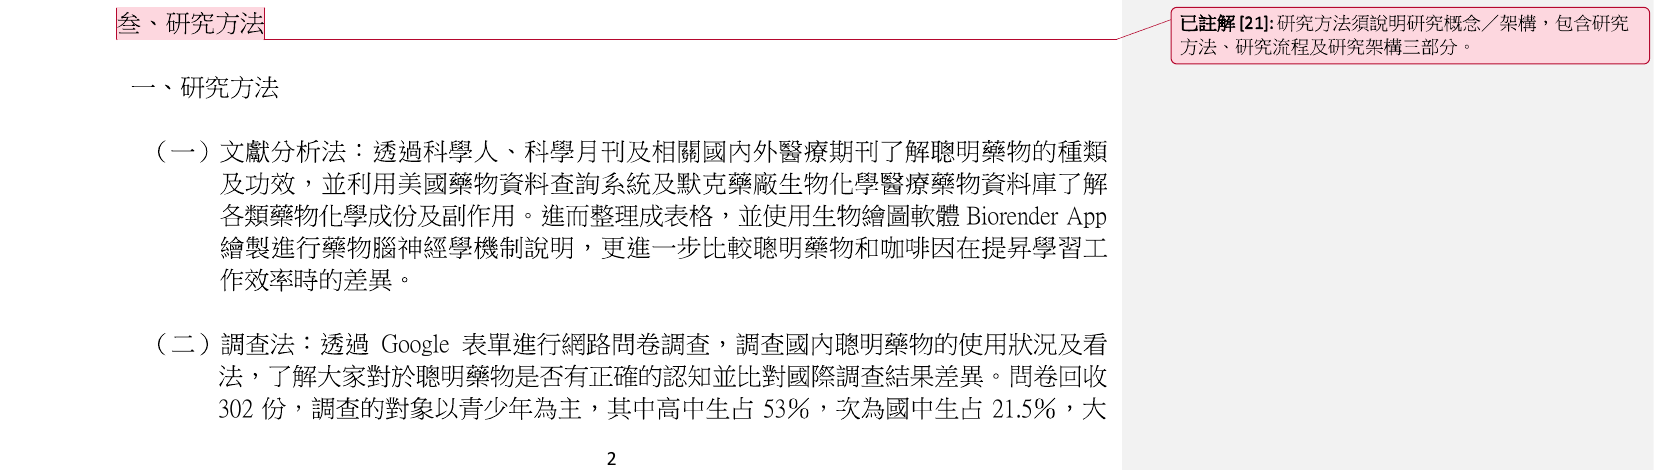 叁、研究方法
已註解 [21]: 研究方法須說明研究概念／架構，包含研究
方法、研究流程及研究架構三部分。
一、研究方法
（一）文獻分析法：透過科學人、科學月刊及相關國內外醫療期刊了解聰明藥物的種類
及功效，並利用美國藥物資料查詢系統及默克藥廠生物化學醫療藥物資料庫了解
各類藥物化學成份及副作用。進而整理成表格，並使用生物繪圖軟體 Biorender App
繪製進行藥物腦神經學機制說明，更進一步比較聰明藥物和咖啡因在提昇學習工
作效率時的差異。
（二）調查法：透過 Google 表單進行網路問卷調查，調查國內聰明藥物的使用狀況及看
法，了解大家對於聰明藥物是否有正確的認知並比對國際調查結果差異。問卷回收
302 份，調查的對象以青少年為主，其中高中生占 53%，次為國中生占 21.5%，大
2